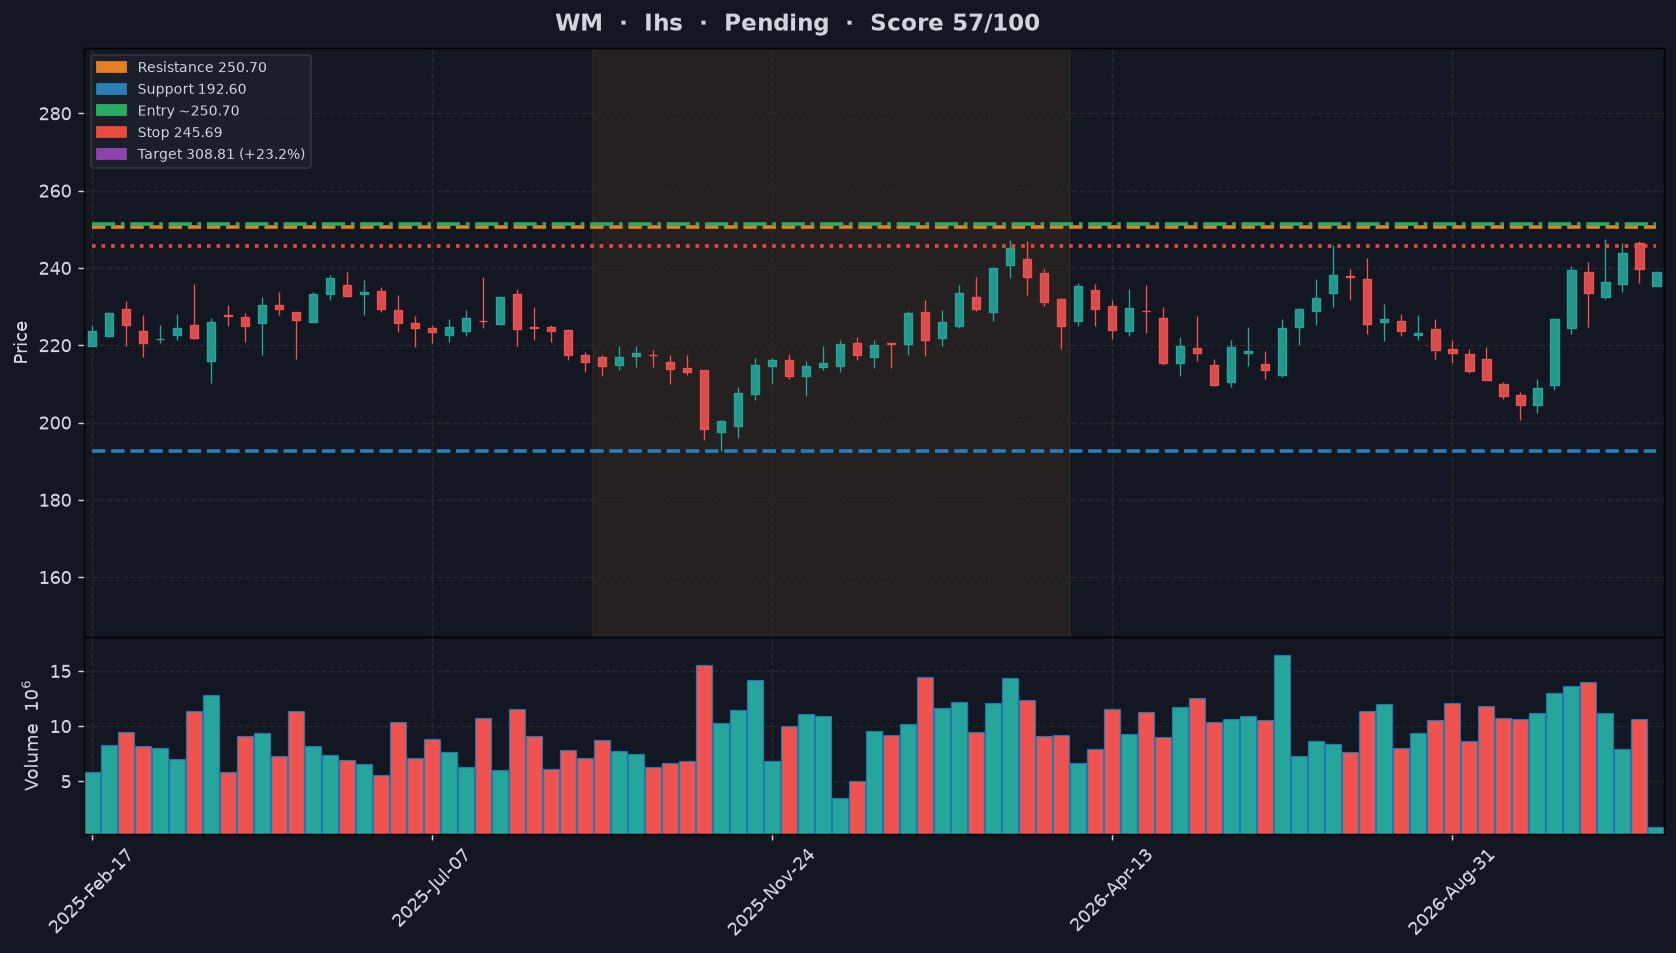 WM · Ihs · Pending · Score 57/100
Resistance 250.70
Support 192.60
Entry ~250.70
Stop 245.69
Target 308.81 (+23.2%)
Price
280
260
240
220
200
180
160
Volume 10⁶
15
10
5
2025-Feb-17
2025-Jul-07
2025-Nov-24
2026-Apr-13
2026-Aug-31